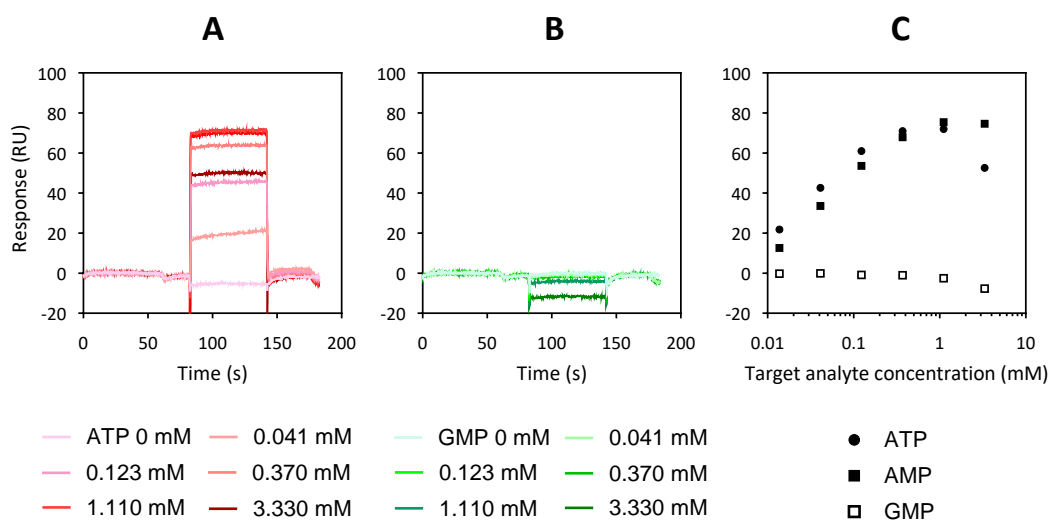 A B C
Response (RU)
100 100 100
80 80 80
60 60 60
40 40 40
20 20 20
0 0 0
-20 -20 -20
0 50 100 150 200 0 50 100 150 200 0.01 0.1 1 10
Time (s) Time (s) Target analyte concentration (mM)
ATP 0 mM 0.041 mM GMP 0 mM 0.041 mM ATP
0.123 mM 0.370 mM 0.123 mM 0.370 mM AMP
1.110 mM 3.330 mM 1.110 mM 3.330 mM GMP